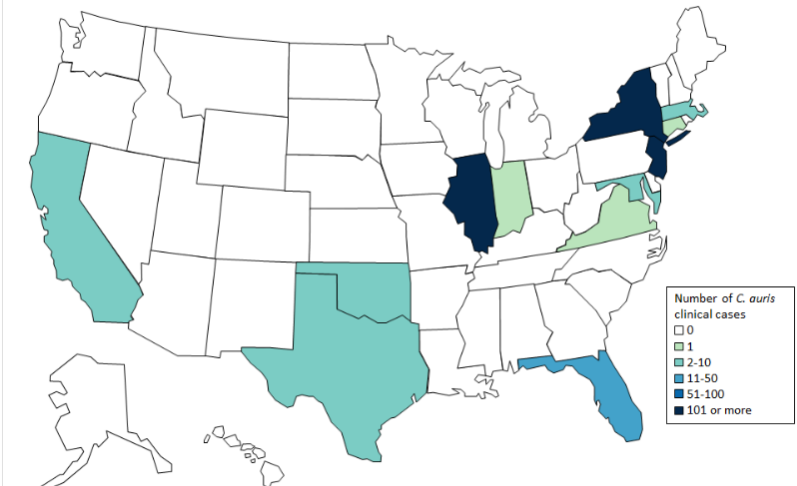 Number of C. auris
clinical cases
0
1
2-10
11-50
51-100
101 or more